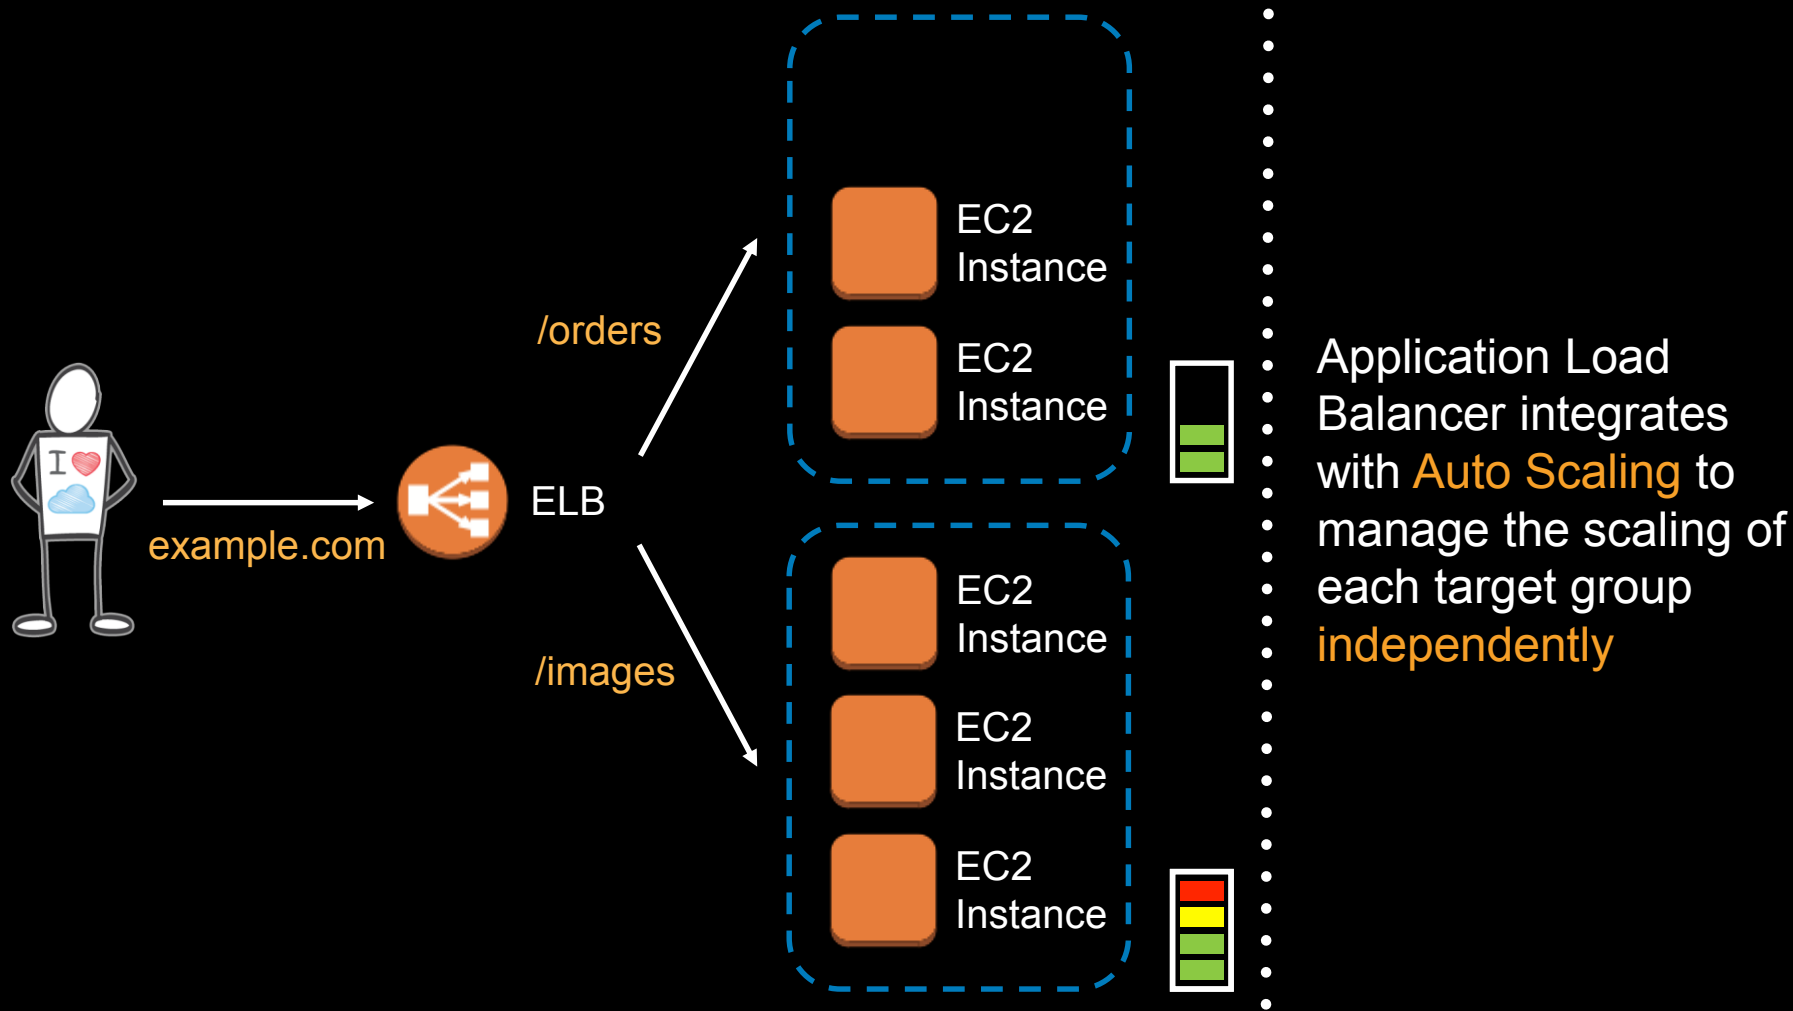 I
example.com
ELB
/orders
/images
EC2
Instance
EC2
Instance
EC2
Instance
EC2
Instance
EC2
Instance
Application Load
Balancer integrates
with Auto Scaling to
manage the scaling of
each target group
independently